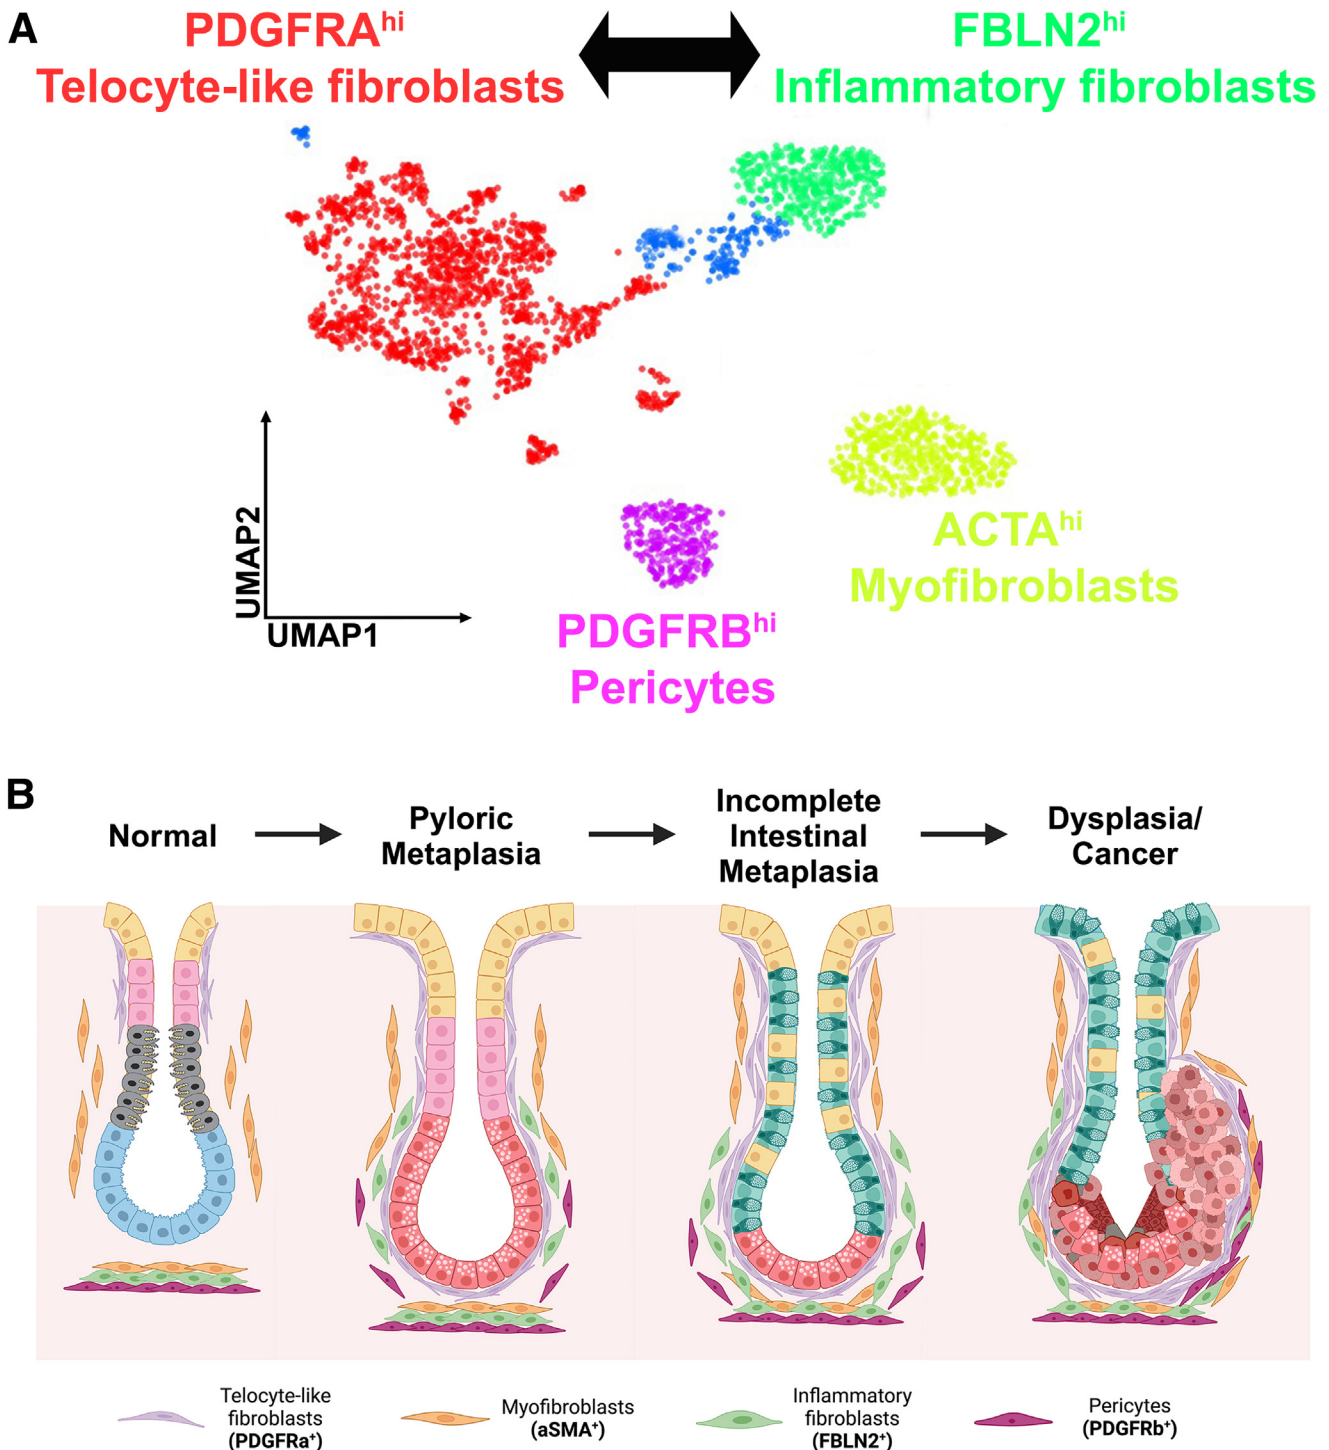 A
PDGFRAhi
Telocyte-like fibroblasts
FBLN2hi
Inflammatory fibroblasts
UMAP2
UMAP1
ACTAhi
Myofibroblasts
PDGFRBhi
Pericytes
B
Normal
Pyloric
Metaplasia
Incomplete
Intestinal
Metaplasia
Dysplasia/
Cancer
Telocyte-like
fibroblasts
(PDGFRa+)
Myofibroblasts
(aSMA+)
Inflammatory
fibroblasts
(FBLN2+)
Pericytes
(PDGFRb+)